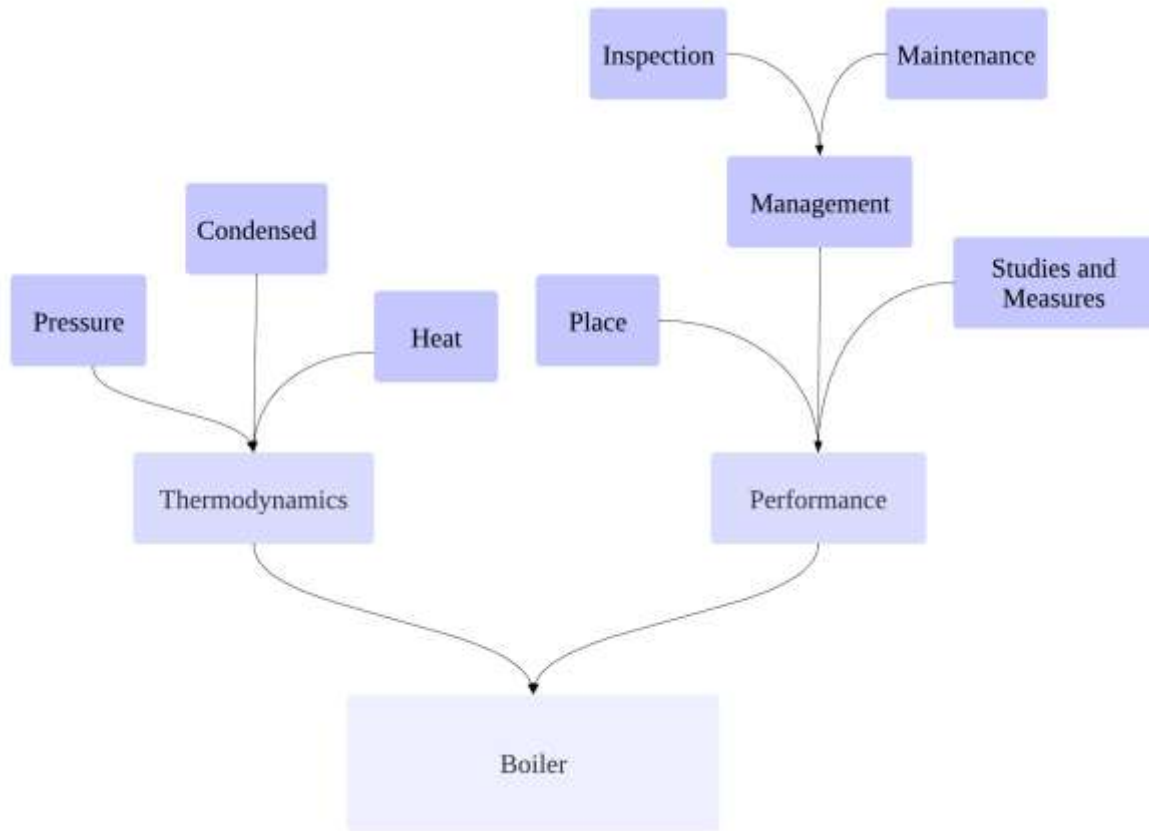 Inspection
Maintenance
Management
Condensed
Studies and
Measures
Pressure
Heat
Place
Thermodynamics
Performance
Boiler